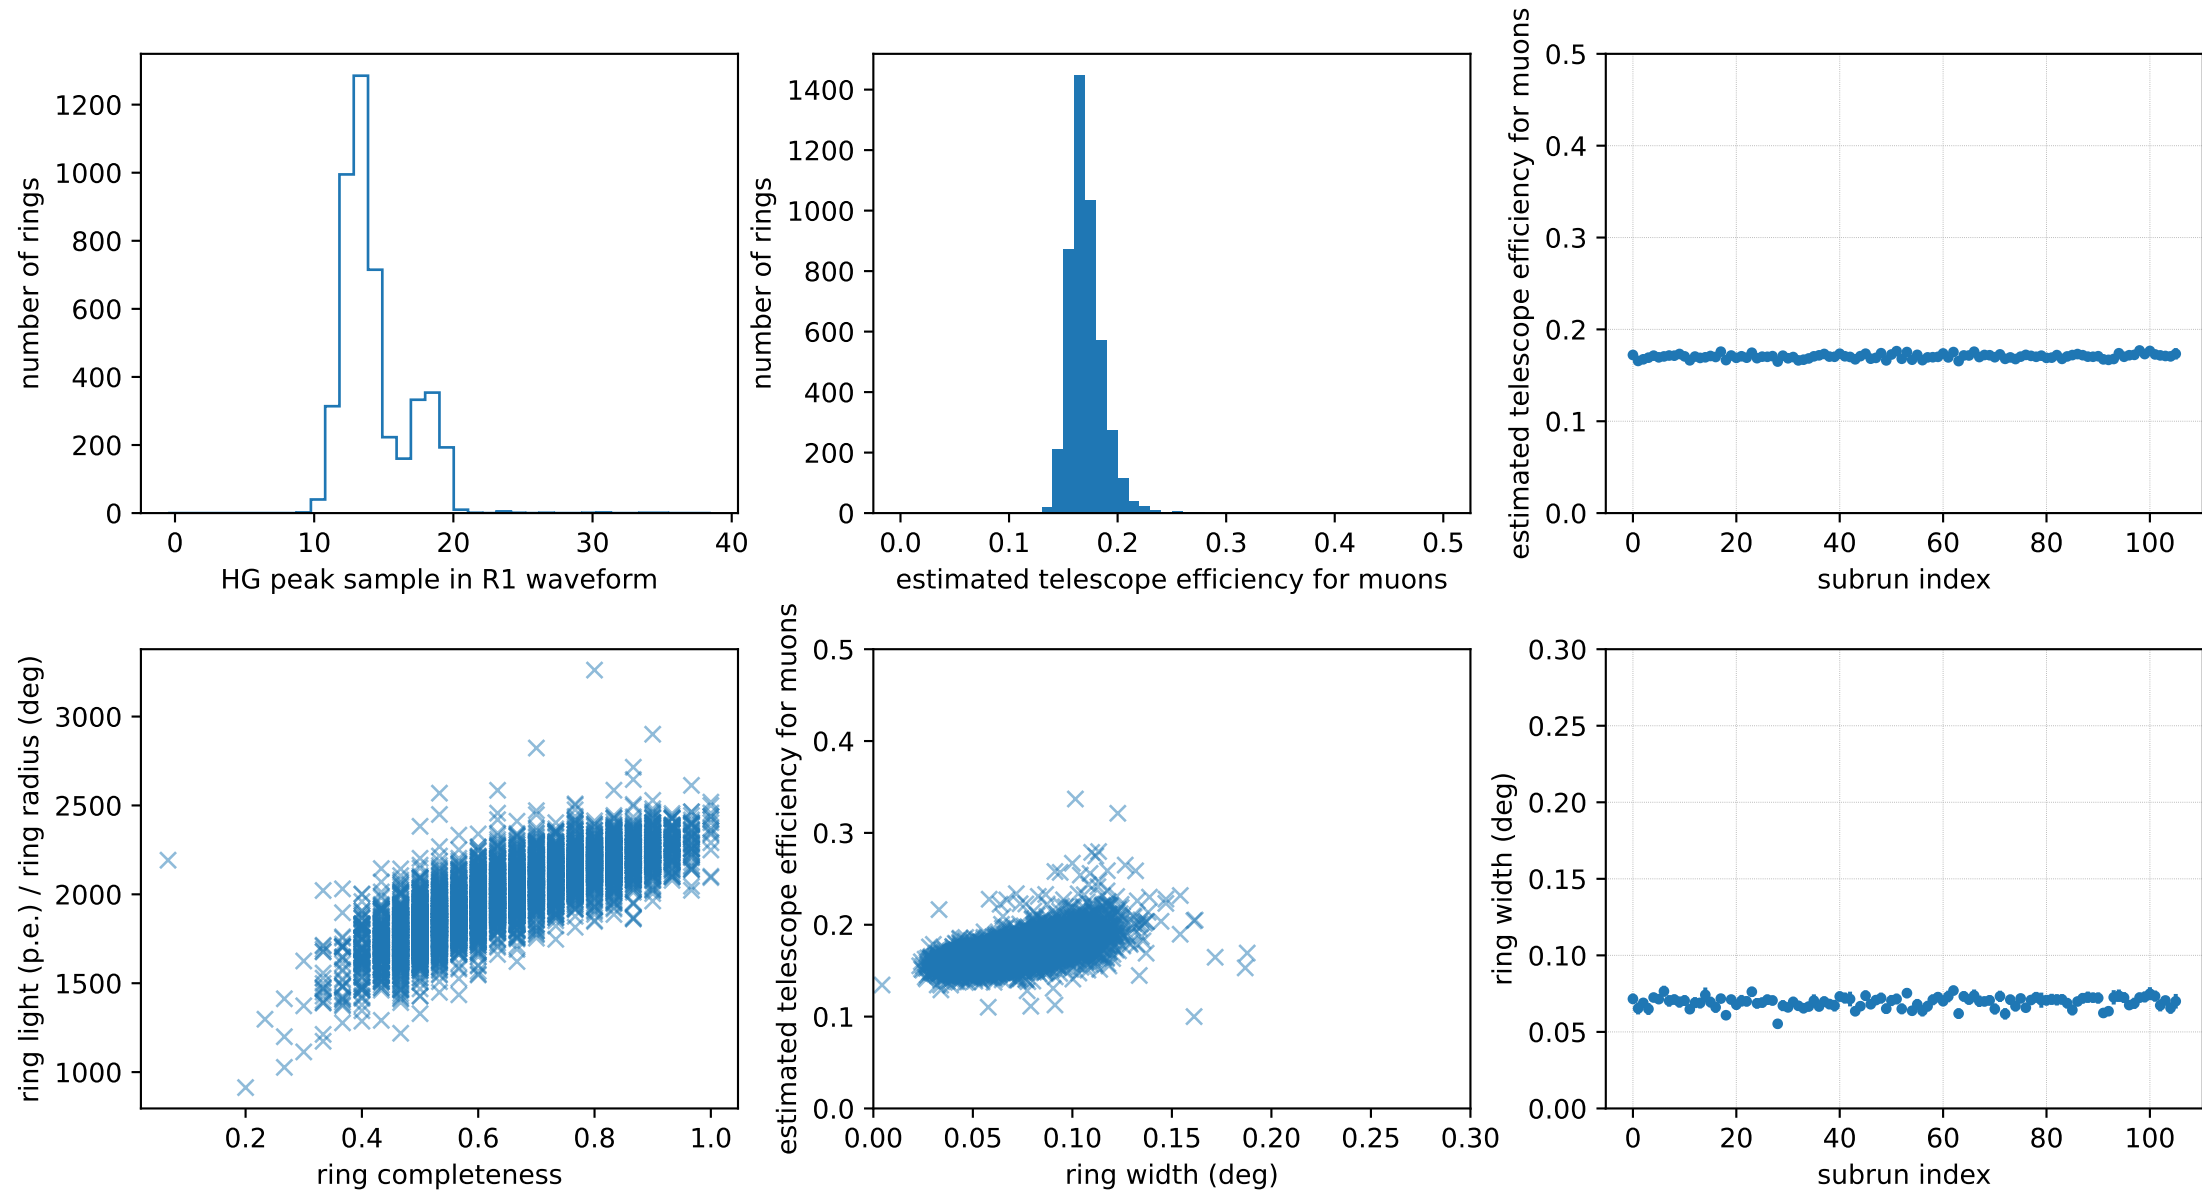 number of rings
1200
1000
800
600
400
200
0
0 10 20 30 40
HG peak sample in R1 waveform
number of rings
1400
1200
1000
800
600
400
200
0
0.0 0.1 0.2 0.3 0.4 0.5
estimated telescope efficiency for muons
estimated telescope efficiency for muons
0.5
0.4
0.3
0.2
0.1
0.0
0 20 40 60 80 100
subrun index
ring light (p.e.) / ring radius (deg)
3000
2500
2000
1500
1000
0.2 0.4 0.6 0.8 1.0
ring completeness
estimated telescope efficiency for muons
0.5
0.4
0.3
0.2
0.1
0.0
0.00 0.05 0.10 0.15 0.20 0.25 0.30
ring width (deg)
ring width (deg)
0.30
0.25
0.20
0.15
0.10
0.05
0.00
0 20 40 60 80 100
subrun index